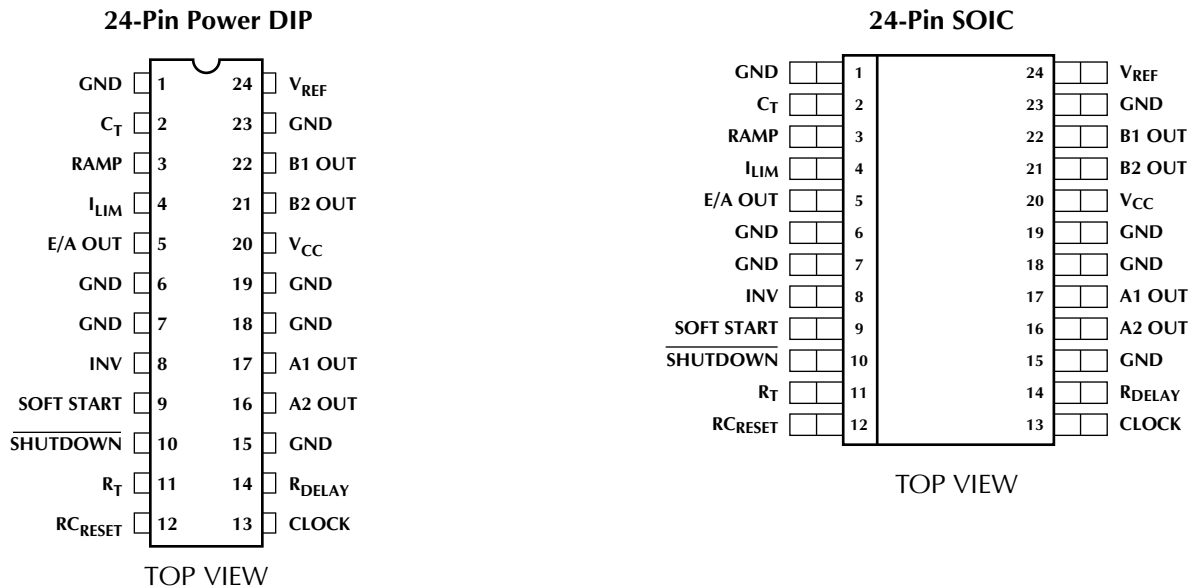 24-Pin Power DIP
GND 1 24 VREF
CT 2 23 GND
RAMP 3 22 B1 OUT
ILIM 4 21 B2 OUT
E/A OUT 5 20 VCC
GND 6 19 GND
GND 7 18 GND
INV 8 17 A1 OUT
SOFT START 9 16 A2 OUT
SHUTDOWN 10 15 GND
RT 11 14 RDELAY
RCRESET 12 13 CLOCK
TOP VIEW
24-Pin SOIC
GND 1 24 VREF
CT 2 23 GND
RAMP 3 22 B1 OUT
ILIM 4 21 B2 OUT
E/A OUT 5 20 VCC
GND 6 19 GND
GND 7 18 GND
INV 8 17 A1 OUT
SOFT START 9 16 A2 OUT
SHUTDOWN 10 15 GND
RT 11 14 RDELAY
RCRESET 12 13 CLOCK
TOP VIEW